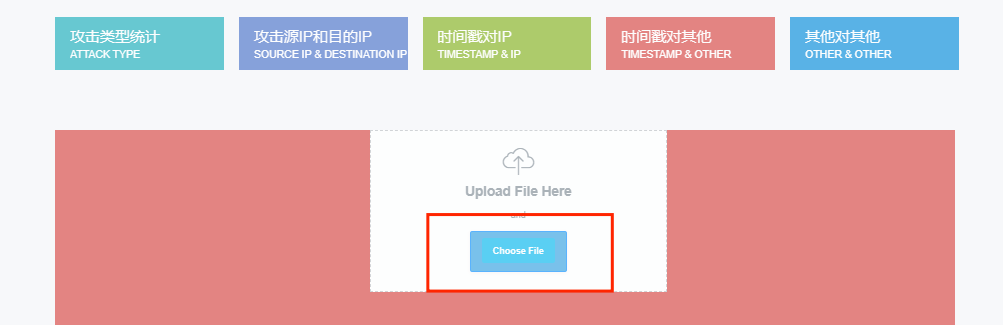 攻击类型统计
ATTACK TYPE
攻击源IP和目的IP
SOURCE IP & DESTINATION IP
时间戳对IP
TIMESTAMP & IP
时间戳对其他
TIMESTAMP & OTHER
其他对其他
OTHER & OTHER
Upload File Here
and
Choose File